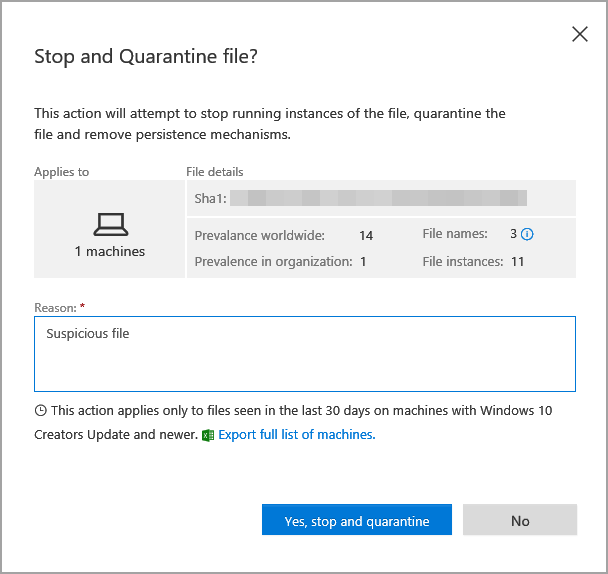 Stop and Quarantine file?
This action will attempt to stop running instances of the file, quarantine the
file and remove persistence mechanisms.
Applies to
File details
1 machines
Sha1:
Prevalance worldwide: 14
File names: 3
Prevalence in organization: 1
File instances: 11
Reason: *
Suspicious file
This action applies only to files seen in the last 30 days on machines with Windows 10
Creators Update and newer. Export full list of machines.
Yes, stop and quarantine
No